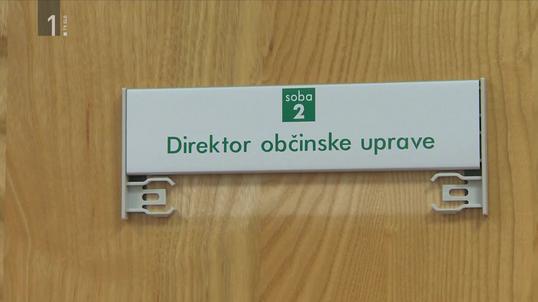 1
soba
2
Direktor občinske uprave